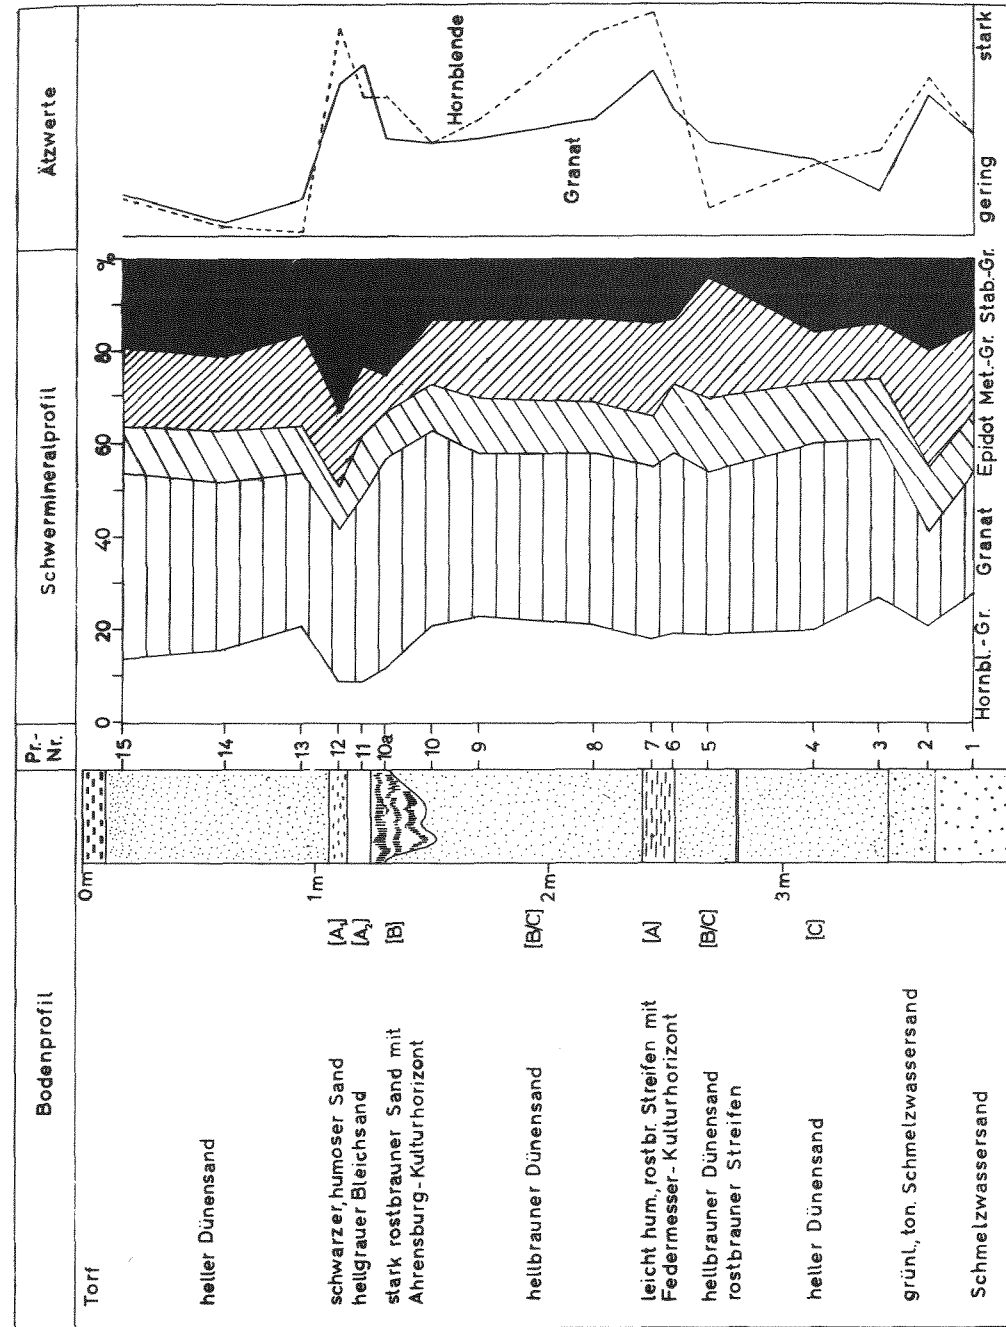 Bodenprofil
Pr.-
Nr.
Schwermineralprofil
Ätzwerte
Torf
heller Dünensand
schwarzer, humoser Sand
hellgrauer Bleichsand
stark rostbrauner Sand mit
Ahrensburg-Kulturhorizont
hellbrauner Dünensand
leicht hum., rostbr. Streifen mit
Federmesser-Kulturhorizont
hellbrauner Dünensand
rostbrauner Streifen
heller Dünensand
grünl., ton. Schmelzwassersand
Schmelzwassersand
[A₁]
[A₂]
[B]
[B/C]
[A]
[B/C]
[C]
0m
1m
2m
3m
15
14
13
12
11
10a
10
9
8
7
6
5
4
3
2
1
0
20
40
60
80
%
Hornbl.-Gr.
Granat
Epidot
Met.-Gr.
Stab.-Gr.
Granat
Hornblende
gering
stark